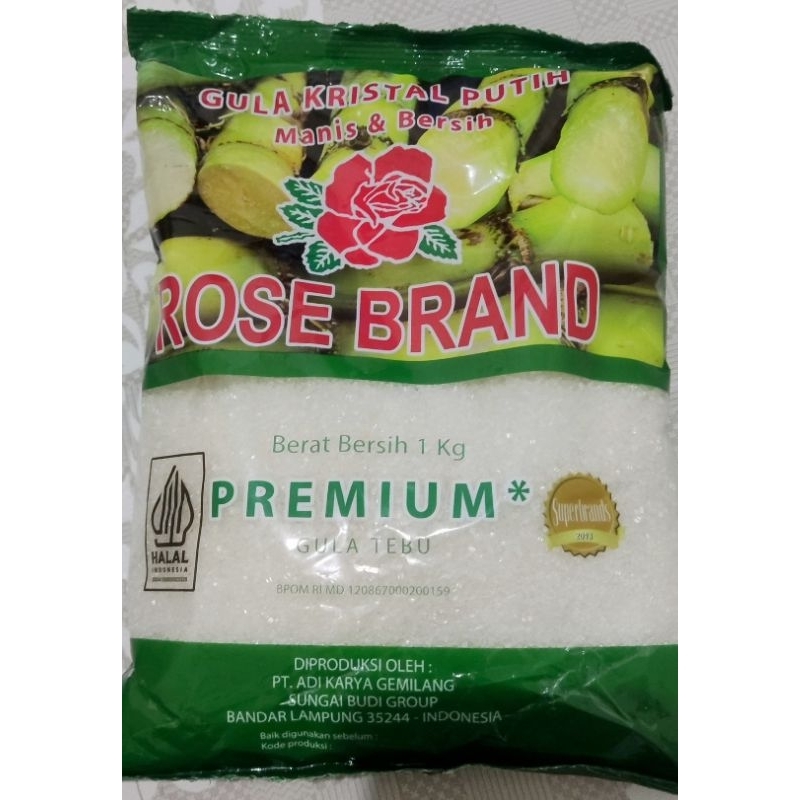 GULA KRISTAL PUTIH
Manis & Bersih
ROSE BRAND
Berat Bersih 1 Kg
PREMIUM*
GULA TEBU
HALAL
INDONESIA
Superbrands
2013
BPOM RI MD 120867000200159
DIPRODUKSI OLEH :
PT. ADI KARYA GEMILANG
SUNGAI BUDI GROUP
BANDAR LAMPUNG 35244 - INDONESIA
Baik digunakan sebelum :
Kode produksi :